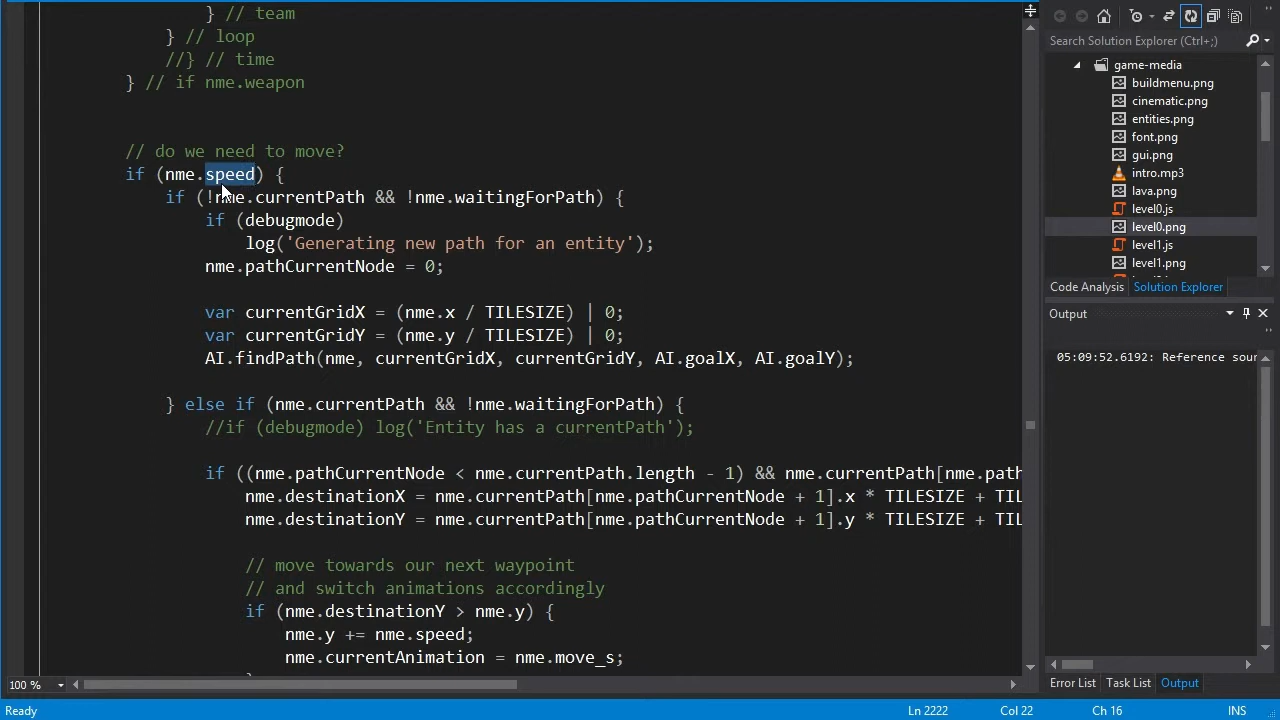 } // team
} // loop
//} // time
} // if nme.weapon
// do we need to move?
if (nme.speed) {
if (!nme.currentPath && !nme.waitingForPath) {
if (debugmode)
log('Generating new path for an entity');
nme.pathCurrentNode = 0;
var currentGridX = (nme.x / TILESIZE) | 0;
var currentGridY = (nme.y / TILESIZE) | 0;
AI.findPath(nme, currentGridX, currentGridY, AI.goalX, AI.goalY);
} else if (nme.currentPath && !nme.waitingForPath) {
//if (debugmode) log('Entity has a currentPath');
if ((nme.pathCurrentNode < nme.currentPath.length - 1) && nme.currentPath[nme.path
nme.destinationX = nme.currentPath[nme.pathCurrentNode + 1].x * TILESIZE + TIL
nme.destinationY = nme.currentPath[nme.pathCurrentNode + 1].y * TILESIZE + TIL
// move towards our next waypoint
// and switch animations accordingly
if (nme.destinationY > nme.y) {
nme.y += nme.speed;
nme.currentAnimation = nme.move_s;
100 %
Search Solution Explorer (Ctrl+;)
game-media
buildmenu.png
cinematic.png
entities.png
font.png
gui.png
intro.mp3
lava.png
level0.js
level0.png
level1.js
level1.png
Code Analysis Solution Explorer
Output
05:09:52.6192: Reference sour
Error List Task List Output
Ready Ln 2222 Col 22 Ch 16 INS